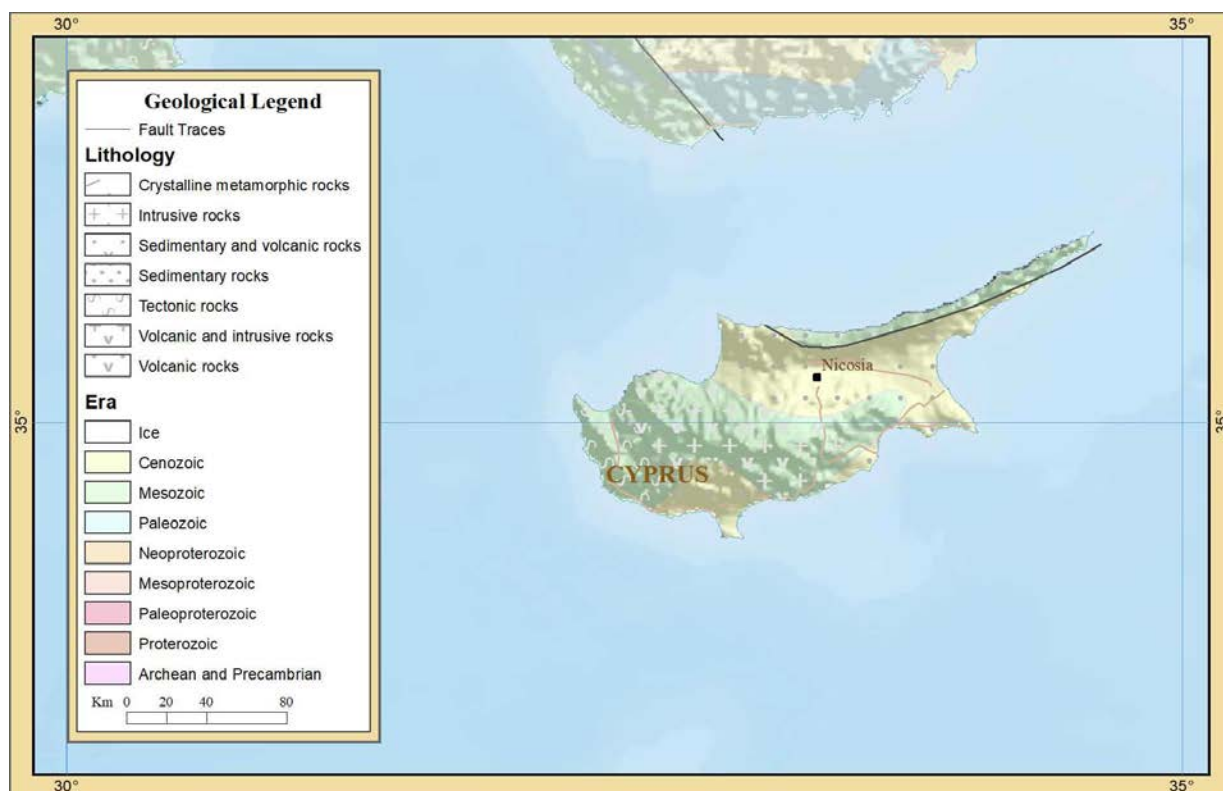 30°
35°
Geological Legend
Fault Traces
Lithology
Crystalline metamorphic rocks
Intrusive rocks
Sedimentary and volcanic rocks
Sedimentary rocks
Tectonic rocks
Volcanic and intrusive rocks
Volcanic rocks
Era
Ice
Cenozoic
Mesozoic
Paleozoic
Neoproterozoic
Mesoproterozoic
Paleoproterozoic
Proterozoic
Archean and Precambrian
Km 0 20 40 80
Nicosia
CYPRUS
35°
35°
30°
35°